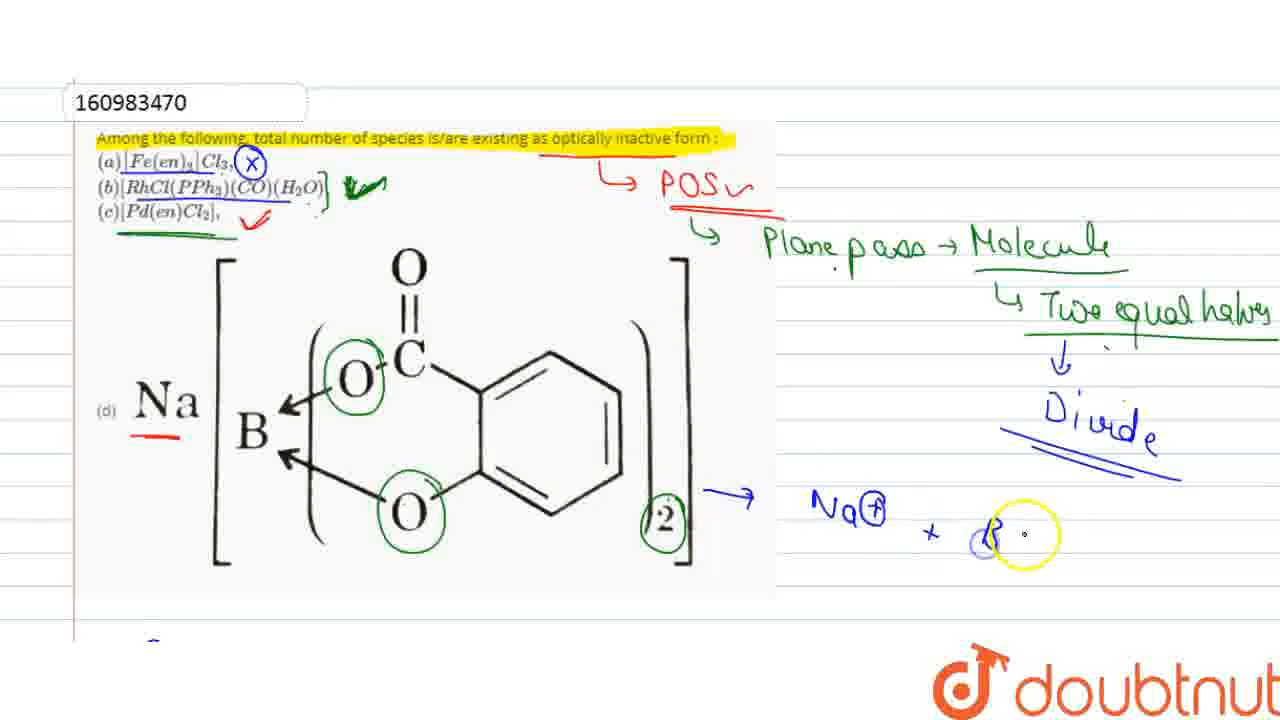 160983470
Among the following, total number of species is/are existing as optically inactive form :
(a)[Fe(en)3]Cl3, x
(b)[RhCl(PPh3)(CO)(H2O)
(c)[Pd(en)Cl2],
→ POS
→ Plane pass → Molecule
→ Two equal halves
↓
Divide
O
C
O
(d) Na [B( O )2]
→ Na+ + B
doubtnut